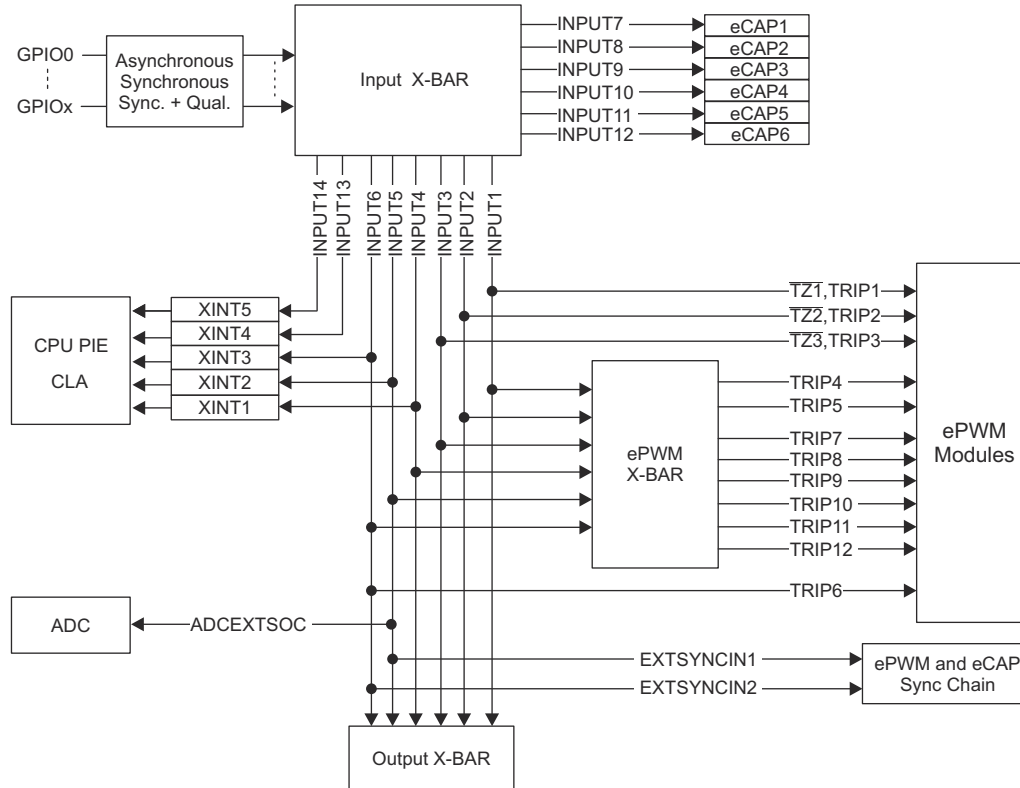 GPIO0
GPIOx
Asynchronous
Synchronous
Sync. + Qual.
Input X-BAR
INPUT7
INPUT8
INPUT9
INPUT10
INPUT11
INPUT12
eCAP1
eCAP2
eCAP3
eCAP4
eCAP5
eCAP6
INPUT14
INPUT13
INPUT6
INPUT5
INPUT4
INPUT3
INPUT2
INPUT1
CPU PIE
CLA
XINT5
XINT4
XINT3
XINT2
XINT1
TZ1,TRIP1
TZ2,TRIP2
TZ3,TRIP3
ePWM
X-BAR
TRIP4
TRIP5
TRIP7
TRIP8
TRIP9
TRIP10
TRIP11
TRIP12
TRIP6
ePWM
Modules
ADC
ADCEXTSOC
EXTSYNCIN1
EXTSYNCIN2
ePWM and eCAP
Sync Chain
Output X-BAR